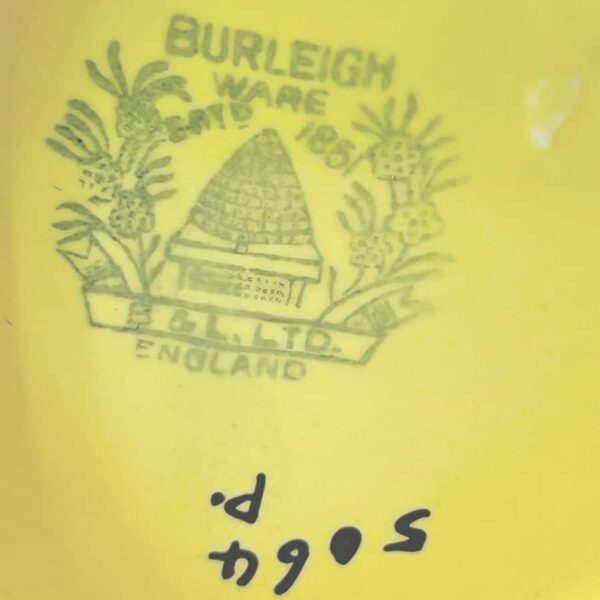 BURLEIGH
WARE
ESTD 1851
B & L. LTD.
ENGLAND
5064
P.